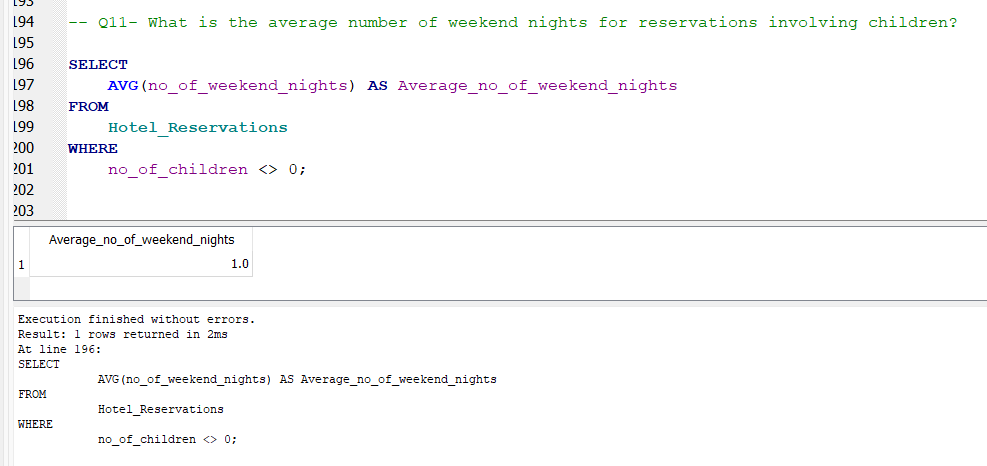 193
194 -- Q11- What is the average number of weekend nights for reservations involving children?
195
196 SELECT
197 AVG(no_of_weekend_nights) AS Average_no_of_weekend_nights
198 FROM
199 Hotel_Reservations
200 WHERE
201 no_of_children <> 0;
202
203
Average_no_of_weekend_nights
1 1.0
Execution finished without errors.
Result: 1 rows returned in 2ms
At line 196:
SELECT
AVG(no_of_weekend_nights) AS Average_no_of_weekend_nights
FROM
Hotel_Reservations
WHERE
no_of_children <> 0;